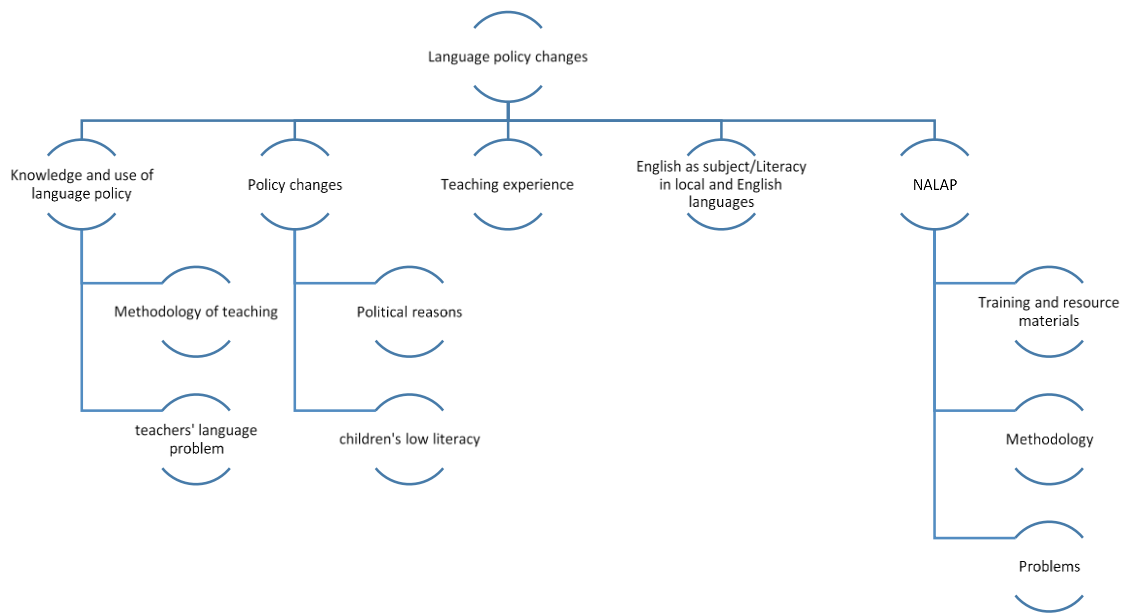 Language policy changes
Knowledge and use of
language policy
Policy changes
Teaching experience
English as subject/Literacy
in local and English
languages
NALAP
Methodology of teaching
teachers' language
problem
Political reasons
children's low literacy
Training and resource
materials
Methodology
Problems